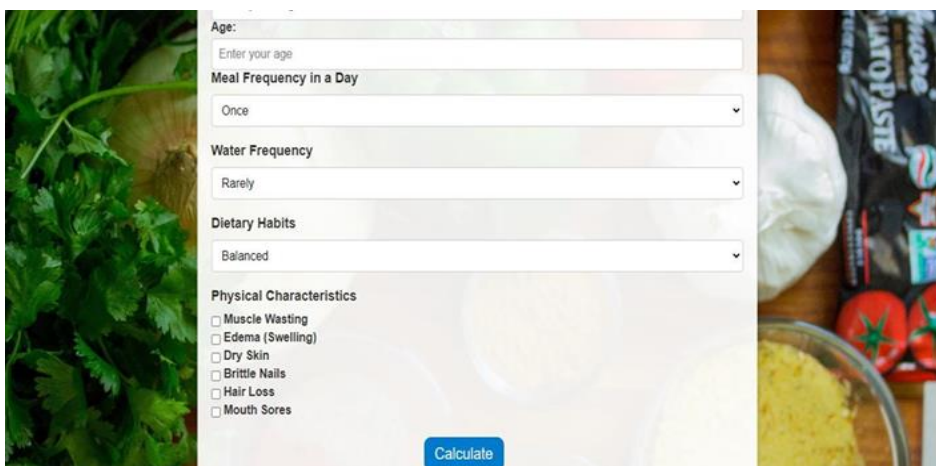 Age:
Enter your age
Meal Frequency in a Day
Once
Water Frequency
Rarely
Dietary Habits
Balanced
Physical Characteristics
Muscle Wasting
Edema (Swelling)
Dry Skin
Brittle Nails
Hair Loss
Mouth Sores
Calculate
PASTE